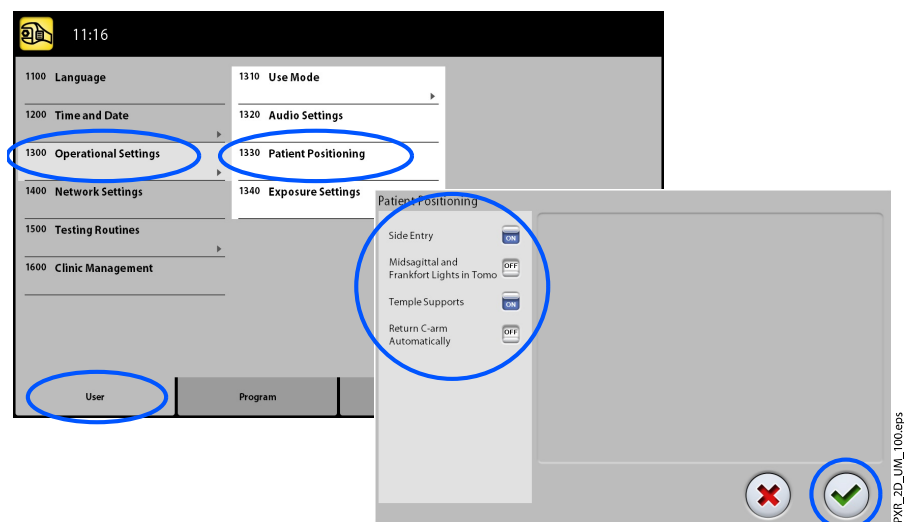 11:16
1100 Language
1200 Time and Date
1300 Operational Settings
1400 Network Settings
1500 Testing Routines
1600 Clinic Management
1310 Use Mode
1320 Audio Settings
1330 Patient Positioning
1340 Exposure Settings
User
Program
Patient Positioning
Side Entry
ON
Midsagittal and
Frankfort Lights in Tomo
OFF
Temple Supports
ON
Return C-arm
Automatically
OFF
PXR_2D_UM_100.eps